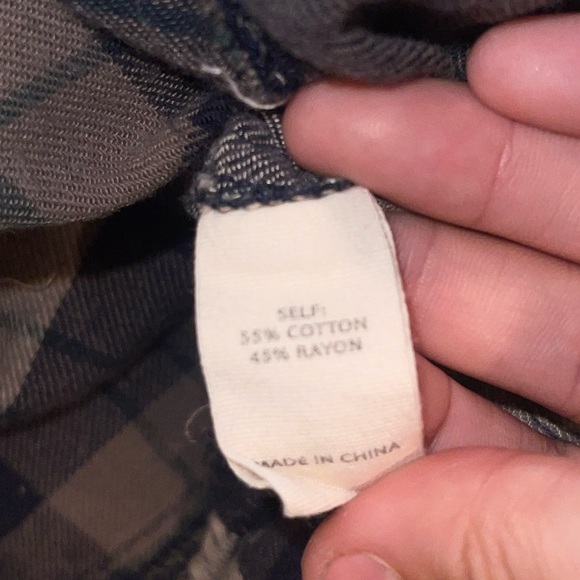 SELF:
55% COTTON
45% RAYON
MADE IN CHINA